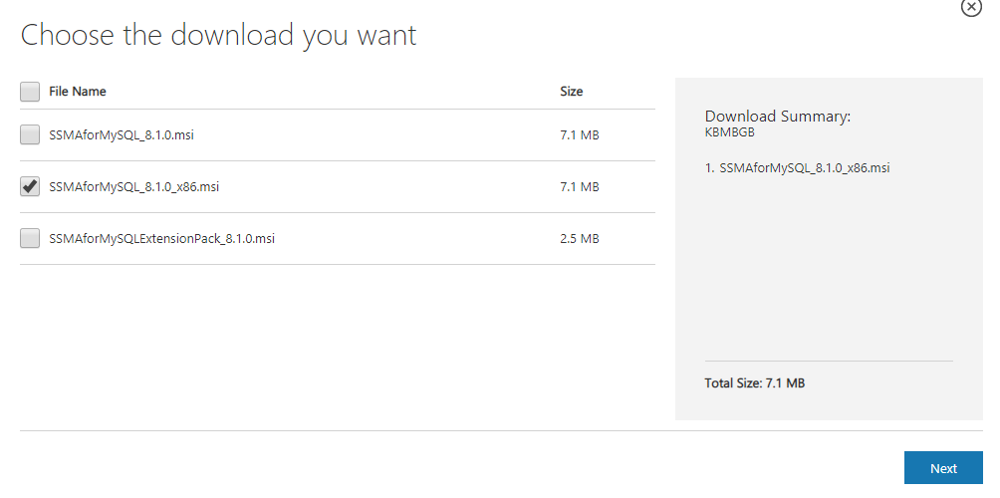 Choose the download you want
File Name Size
SSMAforMySQL_8.1.0.msi 7.1 MB
SSMAforMySQL_8.1.0_x86.msi 7.1 MB
SSMAforMySQLExtensionPack_8.1.0.msi 2.5 MB
Download Summary:
KBMBGB
1. SSMAforMySQL_8.1.0_x86.msi
Total Size: 7.1 MB
Next